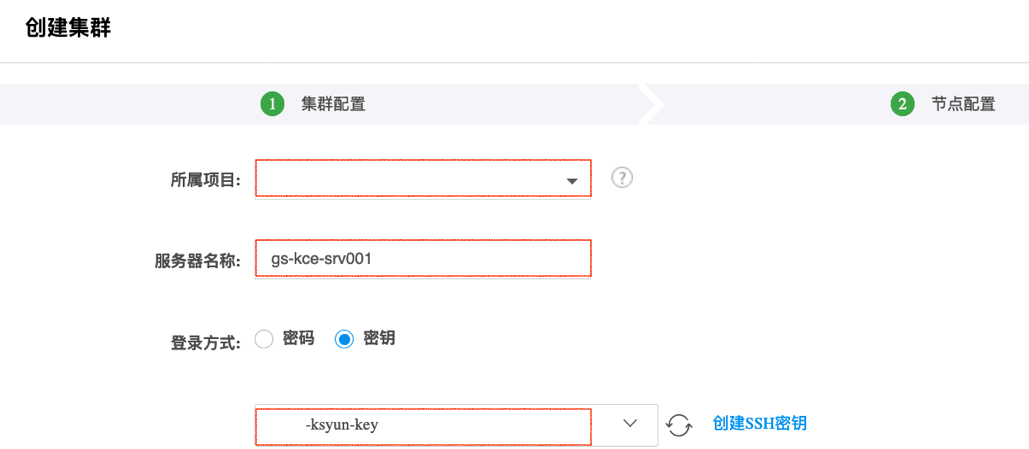 创建集群
1 集群配置 2 节点配置
所属项目: ?
服务器名称: gs-kce-srv001
登录方式: 密码 密钥
-ksyun-key 创建SSH密钥